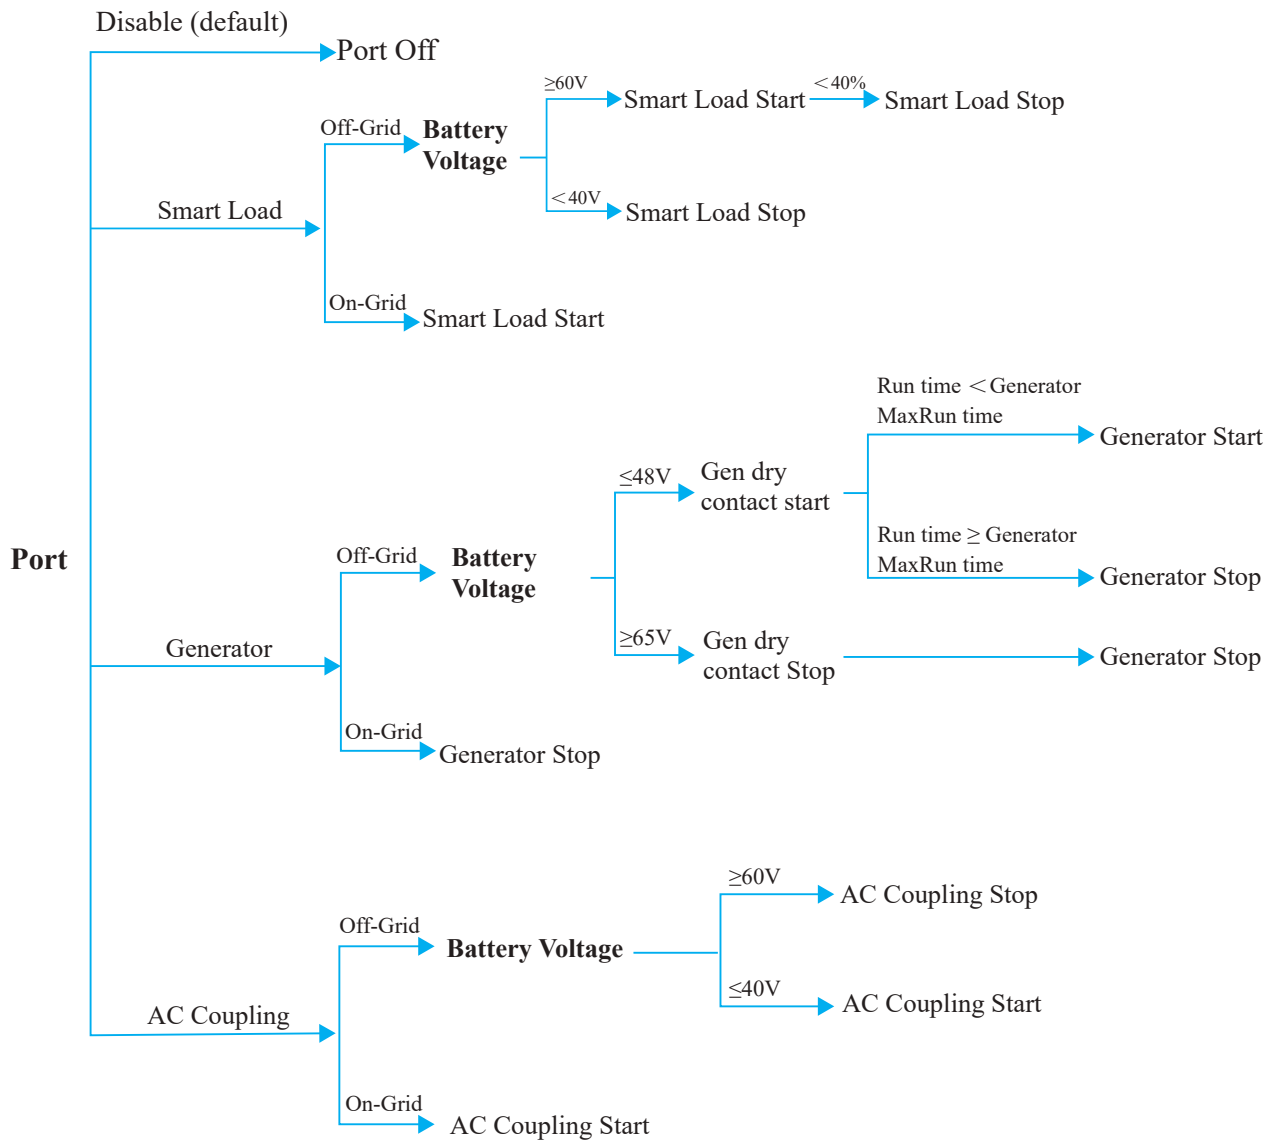 Disable (default)
Port Off
≥60V
Smart Load Start
<40%
Smart Load Stop
Off-Grid
Battery
Voltage
<40V
Smart Load Stop
Smart Load
On-Grid
Smart Load Start
Run time <Generator
MaxRun time
Generator Start
≤48V
Gen dry
contact start
Run time ≥ Generator
MaxRun time
Generator Stop
Port
Off-Grid
Battery
Voltage
≥65V
Gen dry
contact Stop
Generator Stop
Generator
On-Grid
Generator Stop
≥60V
AC Coupling Stop
Off-Grid
Battery Voltage
≤40V
AC Coupling Start
AC Coupling
On-Grid
AC Coupling Start